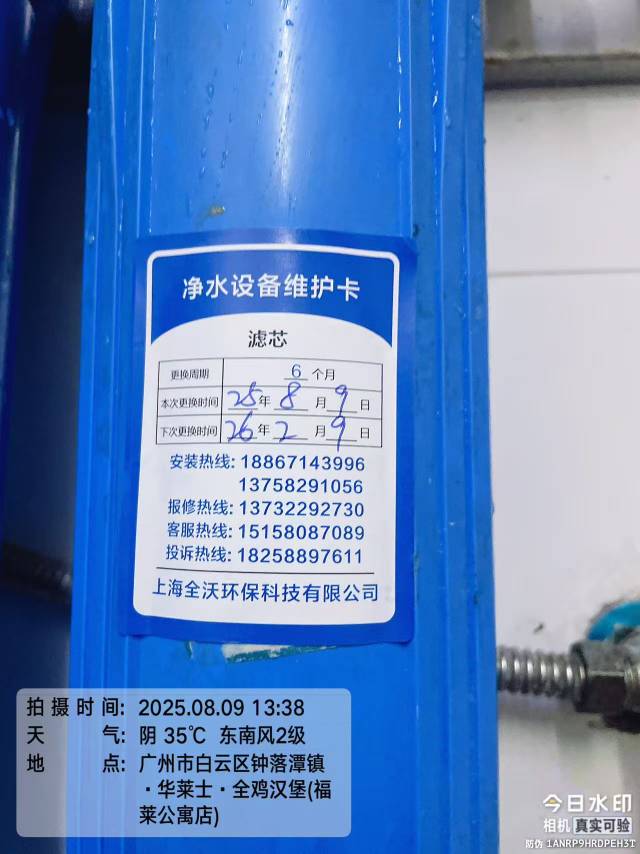 净水设备维护卡
滤芯
更换周期 6 个月
本次更换时间 25 年 8 月 9 日
下次更换时间 26 年 2 月 9 日
安装热线: 18867143996
13758291056
报修热线: 13732292730
客服热线: 15158087089
投诉热线: 18258897611
上海全沃环保科技有限公司
拍摄时间: 2025.08.09 13:38
天气: 阴 35℃ 东南风2级
地点: 广州市白云区钟落潭镇
·华莱士·全鸡汉堡(福
莱公寓店)
今日水印
相机 真实可验
防伪 1ANRP9HRDPEH3T